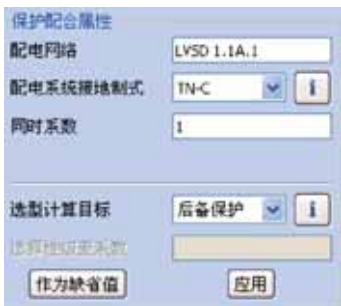 保护配合属性
配电网络 LVSD 1.1A.1
配电系统接地制式 TN-C i
同时系数 1
选型计算目标 后备保护 i
作为缺省值 应用